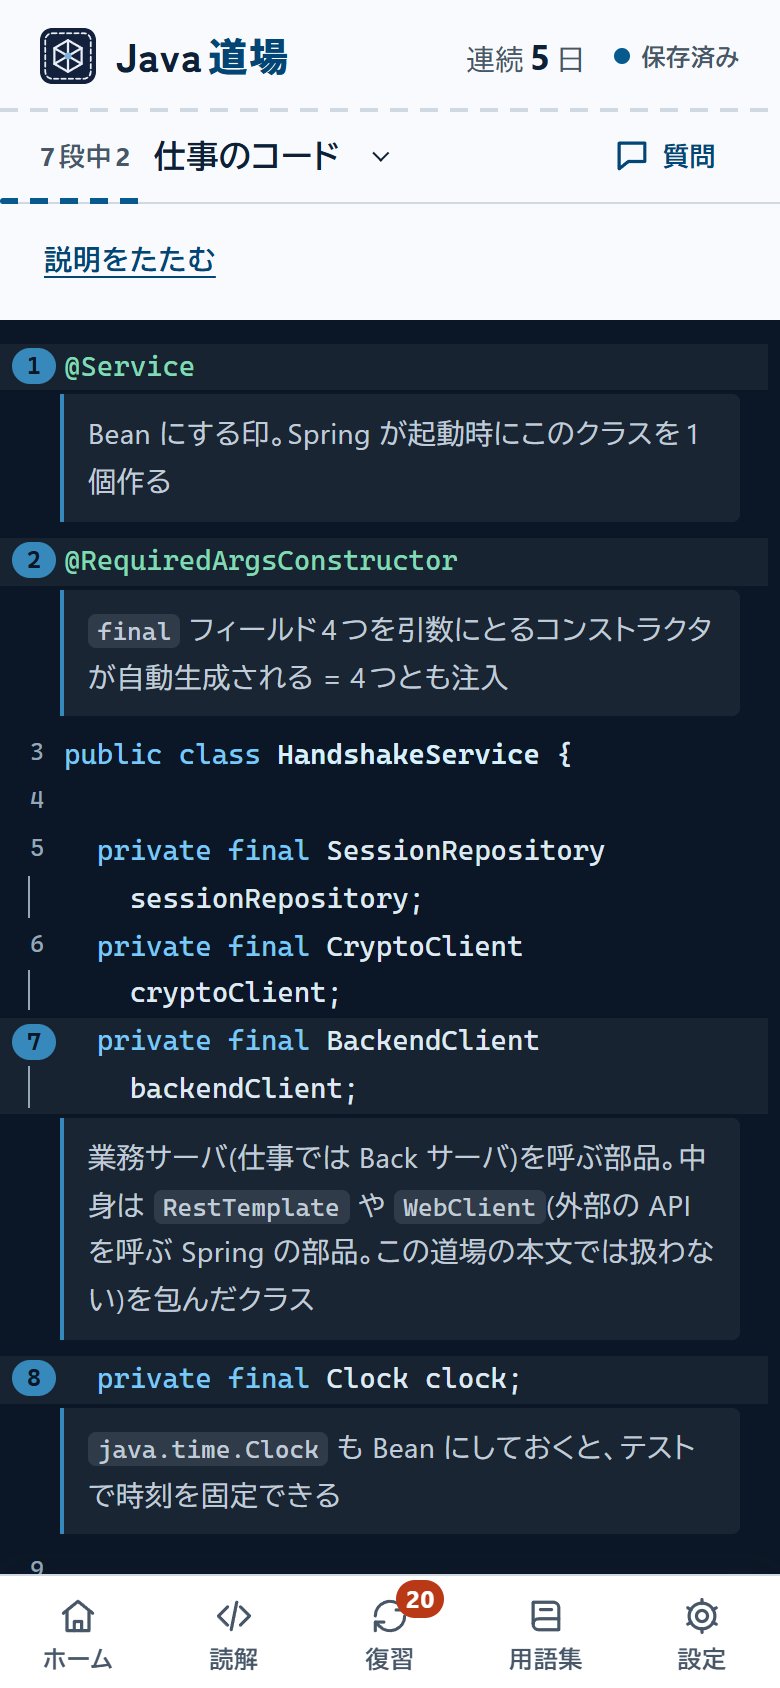 Java道場
連続 5 日
保存済み
7段中2 仕事のコード
質問
説明をたたむ
1 @Service
Bean にする印。Spring が起動時にこのクラスを1
個作る
2 @RequiredArgsConstructor
final フィールド4つを引数にとるコンストラクタ
が自動生成される = 4つとも注入
3 public class HandshakeService {
4
5 private final SessionRepository
sessionRepository;
6 private final CryptoClient
cryptoClient;
7 private final BackendClient
backendClient;
業務サーバ(仕事では Back サーバ)を呼ぶ部品。中
身は RestTemplate や WebClient(外部の API
を呼ぶ Spring の部品。この道場の本文では扱わな
い)を包んだクラス
8 private final Clock clock;
java.time.Clock も Bean にしておくと、テスト
で時刻を固定できる
9
20
ホーム 読解 復習 用語集 設定